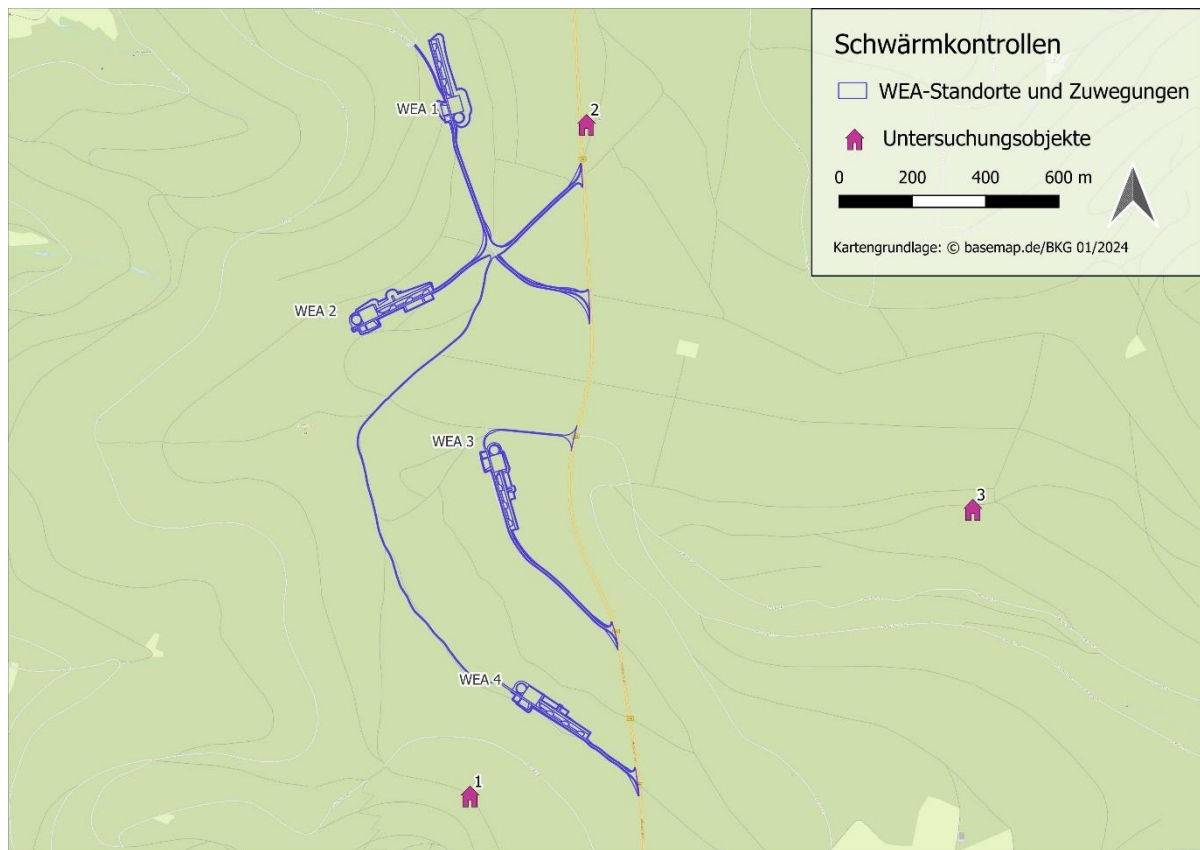 Schwärmkontrollen
WEA-Standorte und Zuwegungen
Untersuchungsobjekte
0 200 400 600 m
Kartengrundlage: © basemap.de/BKG 01/2024
WEA 1
2
WEA 2
WEA 3
3
WEA 4
1